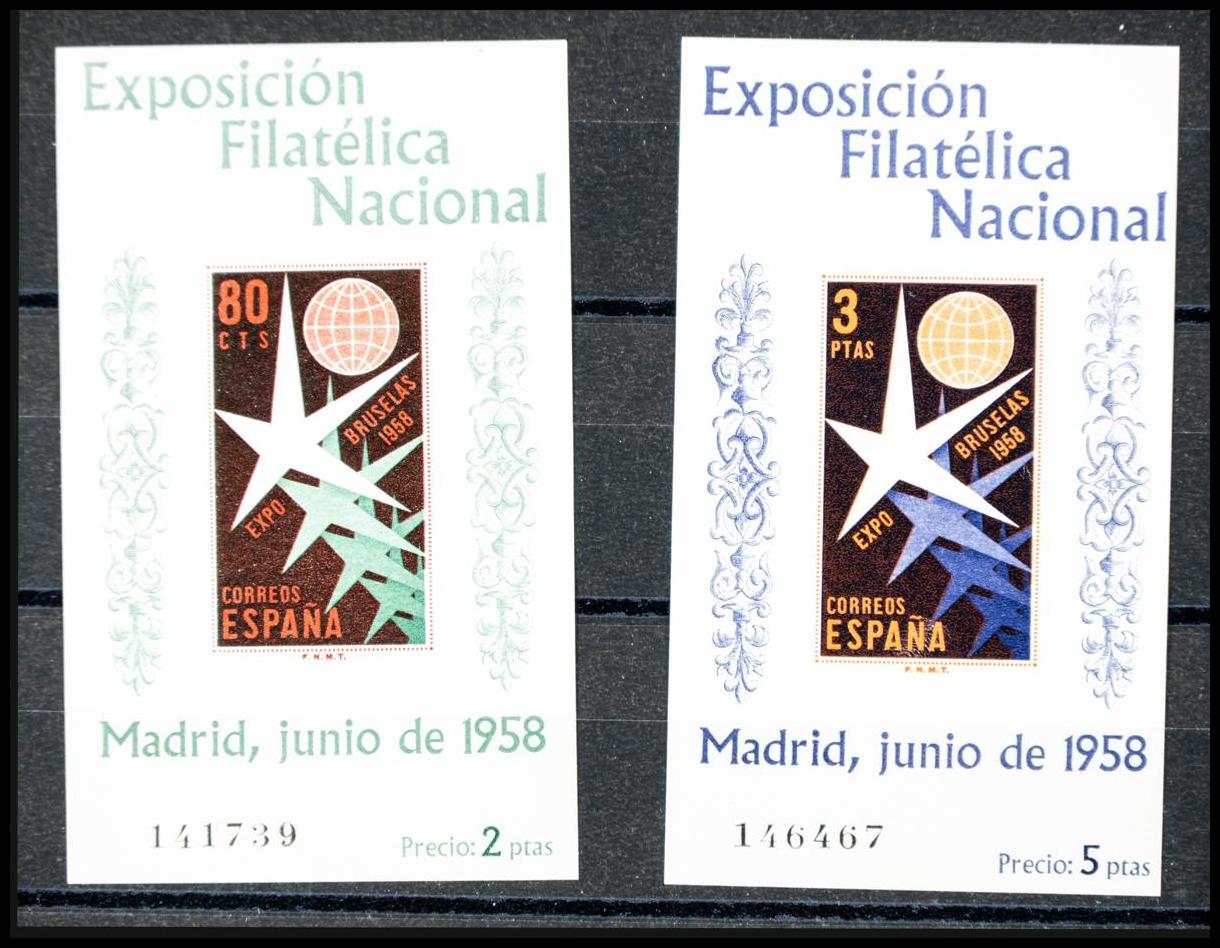 Exposición
Filatélica
Nacional
80
CTS
BRUSELAS
1958
EXPO
CORREOS
ESPAÑA
F.N.M.T.
Madrid, junio de 1958
141739
Precio: 2 ptas
Exposición
Filatélica
Nacional
3
PTAS
BRUSELAS
1958
EXPO
CORREOS
ESPAÑA
F.N.M.T.
Madrid, junio de 1958
146467
Precio: 5 ptas